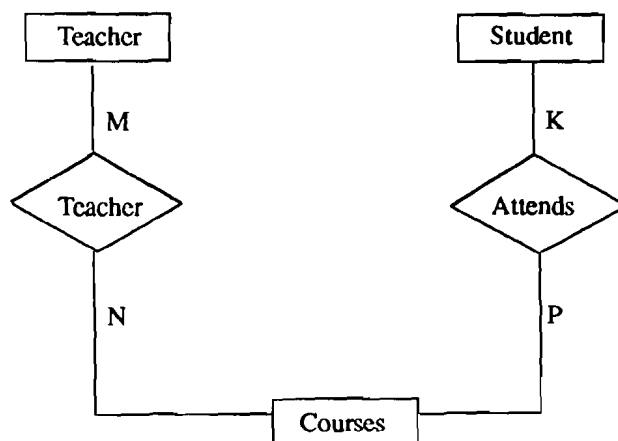 Teacher
Student
M
K
Teacher
Attends
N
P
Courses